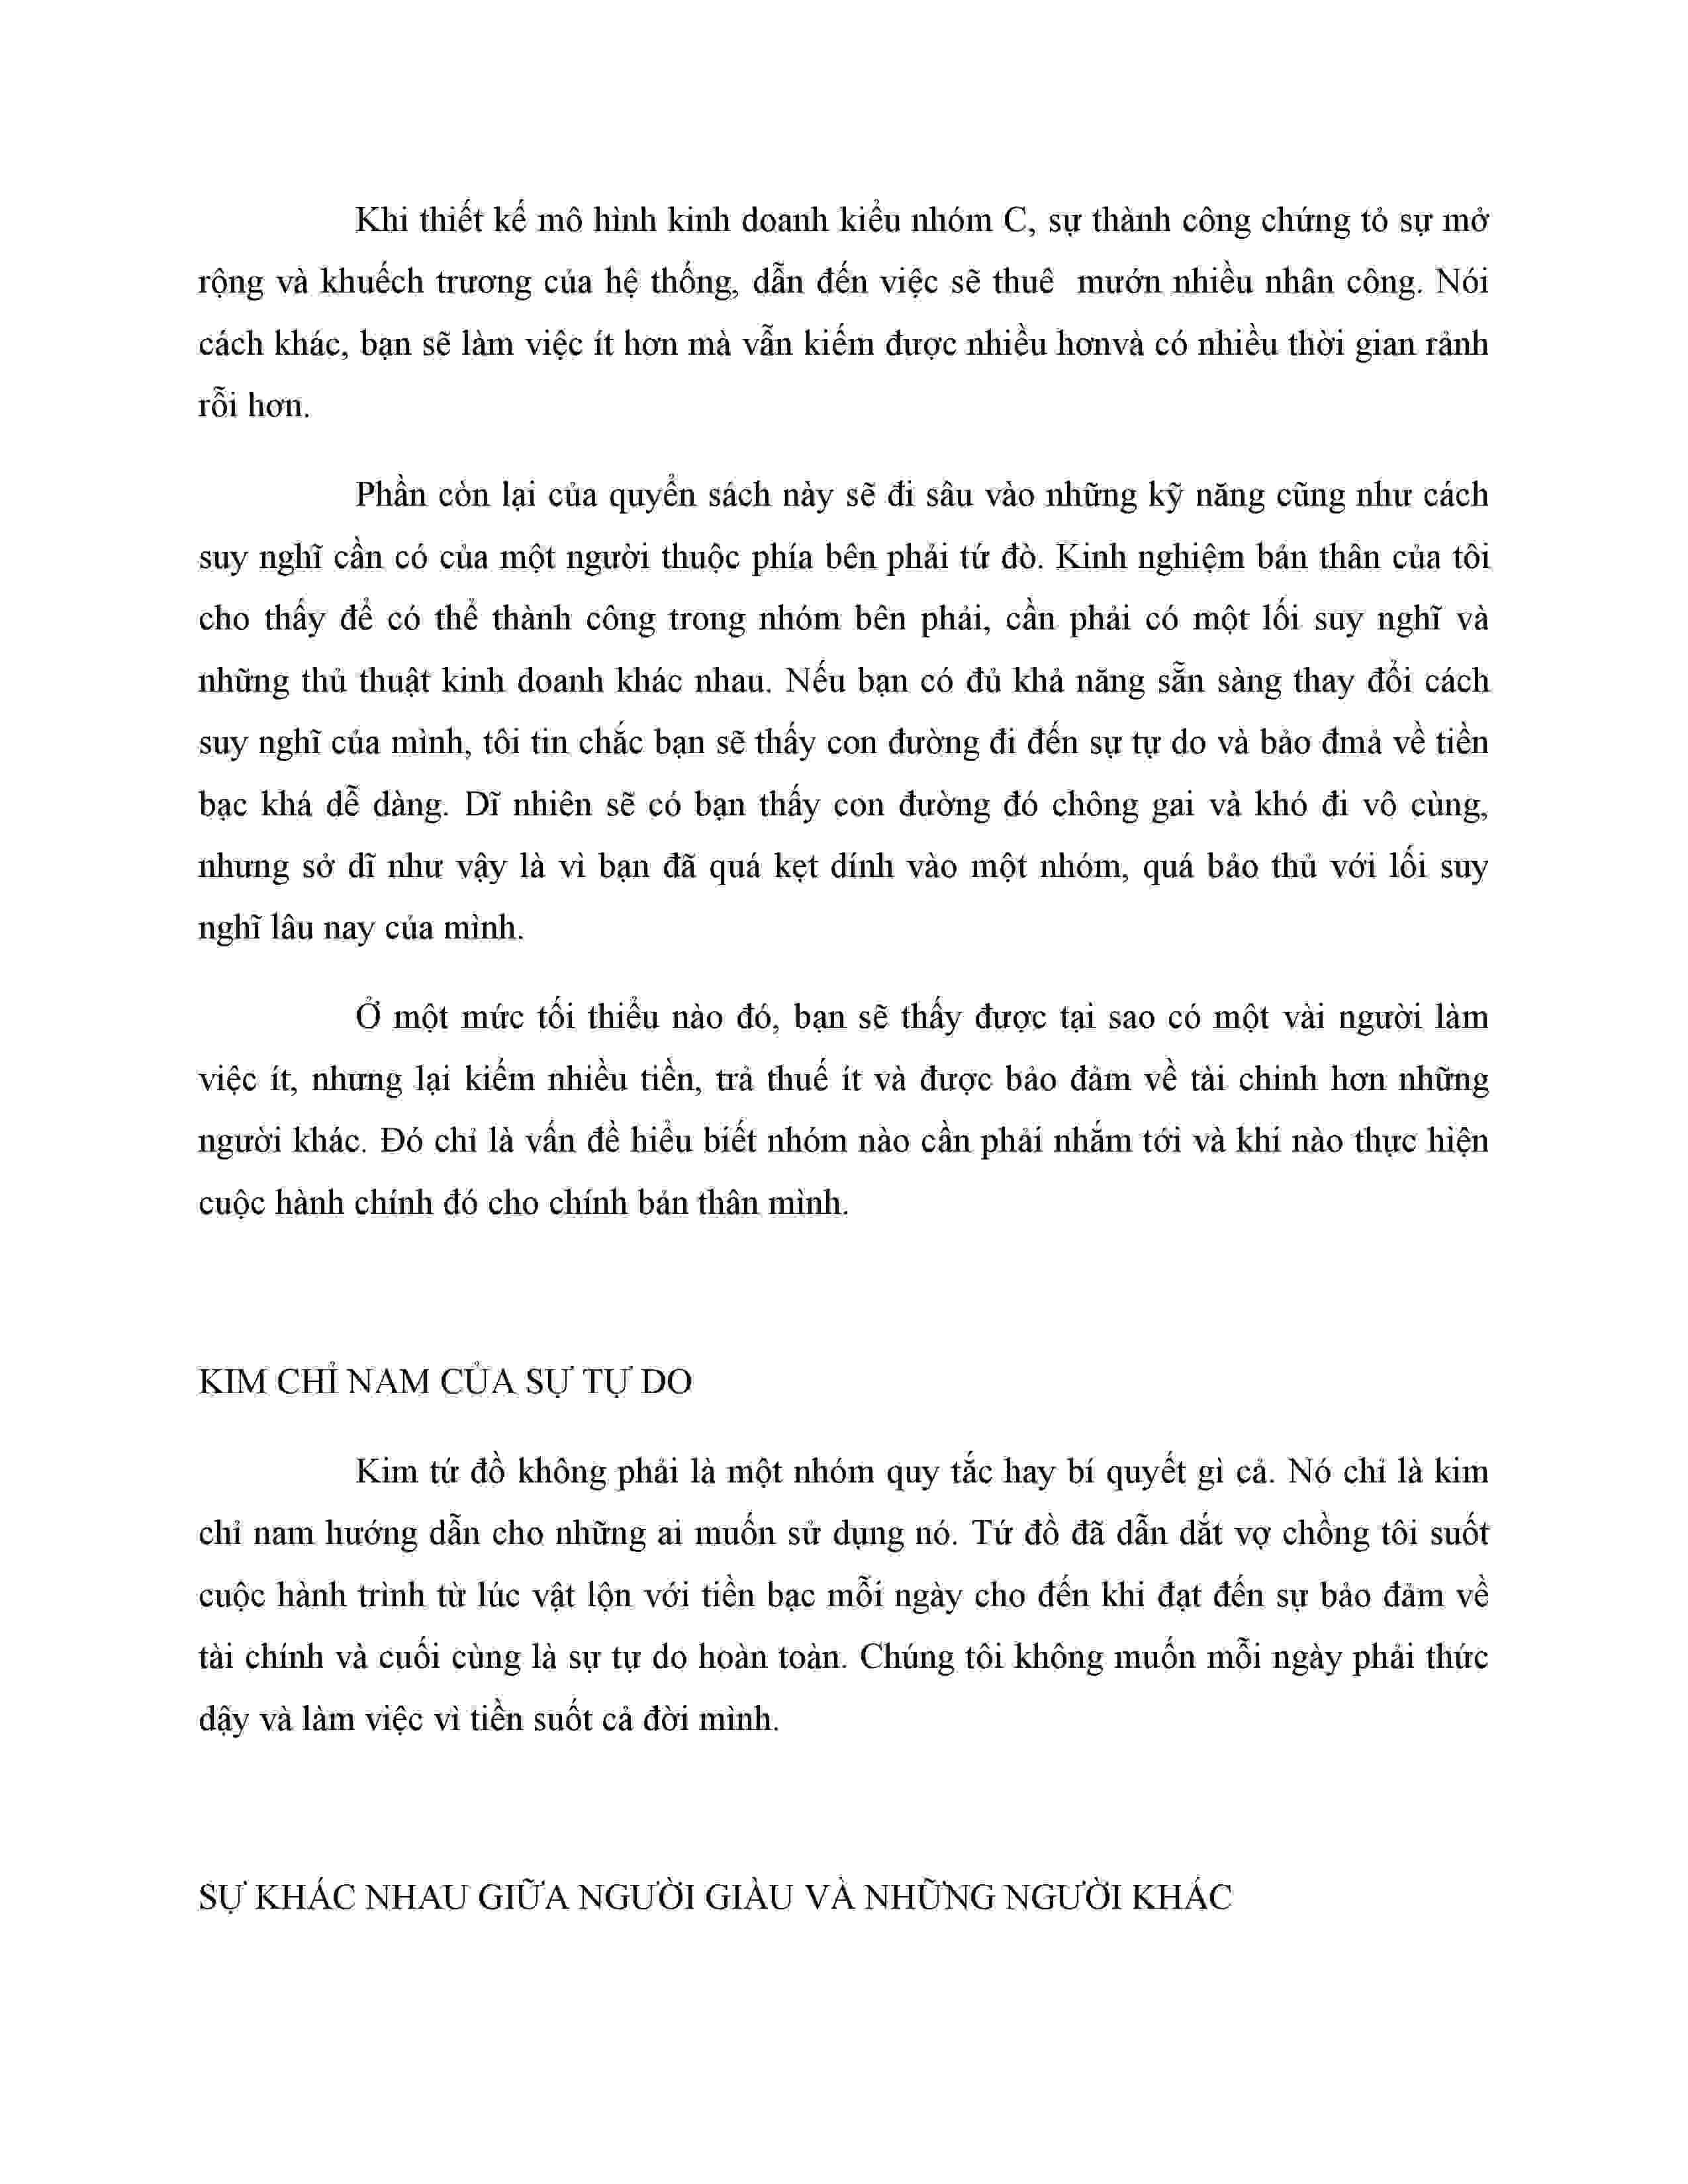 Khi thiết kế mô hình kinh doanh kiểu nhóm C, sự thành công chứng tỏ sự mở
rộng và khuếch trương của hệ thống, dẫn đến việc sẽ thuê mướn nhiều nhân công. Nói
cách khác, bạn sẽ làm việc ít hơn mà vẫn kiếm được nhiều hơnvà có nhiều thời gian rảnh
rỗi hơn.
Phần còn lại của quyển sách này sẽ đi sâu vào những kỹ năng cũng như cách
suy nghĩ cần có của một người thuộc phía bên phải tứ đò. Kinh nghiệm bản thân của tôi
cho thấy để có thể thành công trong nhóm bên phải, cần phải có một lối suy nghĩ và
những thủ thuật kinh doanh khác nhau. Nếu bạn có đủ khả năng sẵn sàng thay đổi cách
suy nghĩ của mình, tôi tin chắc bạn sẽ thấy con đường đi đến sự tự do và bảo đmả về tiền
bạc khá dễ dàng. Dĩ nhiên sẽ có bạn thấy con đường đó chông gai và khó đi vô cùng,
nhưng sở dĩ như vậy là vì bạn đã quá kẹt dính vào một nhóm, quá bảo thủ với lối suy
nghĩ lâu nay của mình.
Ở một mức tối thiểu nào đó, bạn sẽ thấy được tại sao có một vài người làm
việc ít, nhưng lại kiếm nhiều tiền, trả thuế ít và được bảo đảm về tài chinh hơn những
người khác. Đó chỉ là vấn đề hiểu biết nhóm nào cần phải nhắm tới và khi nào thực hiện
cuộc hành chính đó cho chính bản thân mình.
KIM CHỈ NAM CỦA SỰ TỰ DO
Kim tứ đồ không phải là một nhóm quy tắc hay bí quyết gì cả. Nó chỉ là kim
chỉ nam hướng dẫn cho những ai muốn sử dụng nó. Tứ đồ đã dẫn dắt vợ chồng tôi suốt
cuộc hành trình từ lúc vật lộn với tiền bạc mỗi ngày cho đến khi đạt đến sự bảo đảm về
tài chính và cuối cùng là sự tự do hoàn toàn. Chúng tôi không muốn mỗi ngày phải thức
dậy và làm việc vì tiền suốt cả đời mình.
SỰ KHÁC NHAU GIỮA NGƯỜI GIÀU VÀ NHỮNG NGƯỜI KHÁC